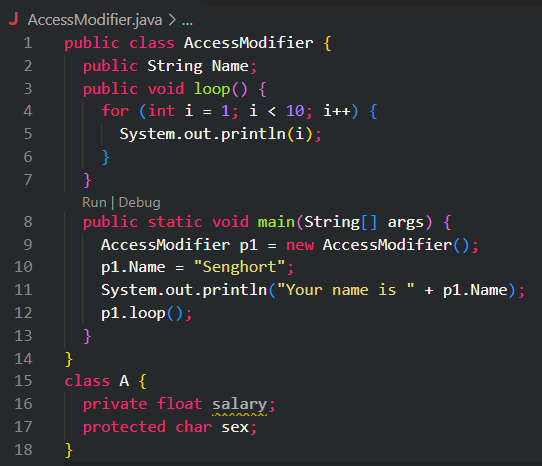 J AccessModifier.java > ...
1 public class AccessModifier {
2 public String Name;
3 public void loop() {
4 for (int i = 1; i < 10; i++) {
5 System.out.println(i);
6 }
7 }
Run | Debug
8 public static void main(String[] args) {
9 AccessModifier p1 = new AccessModifier();
10 p1.Name = "Senghort";
11 System.out.println("Your name is " + p1.Name);
12 p1.loop();
13 }
14 }
15 class A {
16 private float salary;
17 protected char sex;
18 }